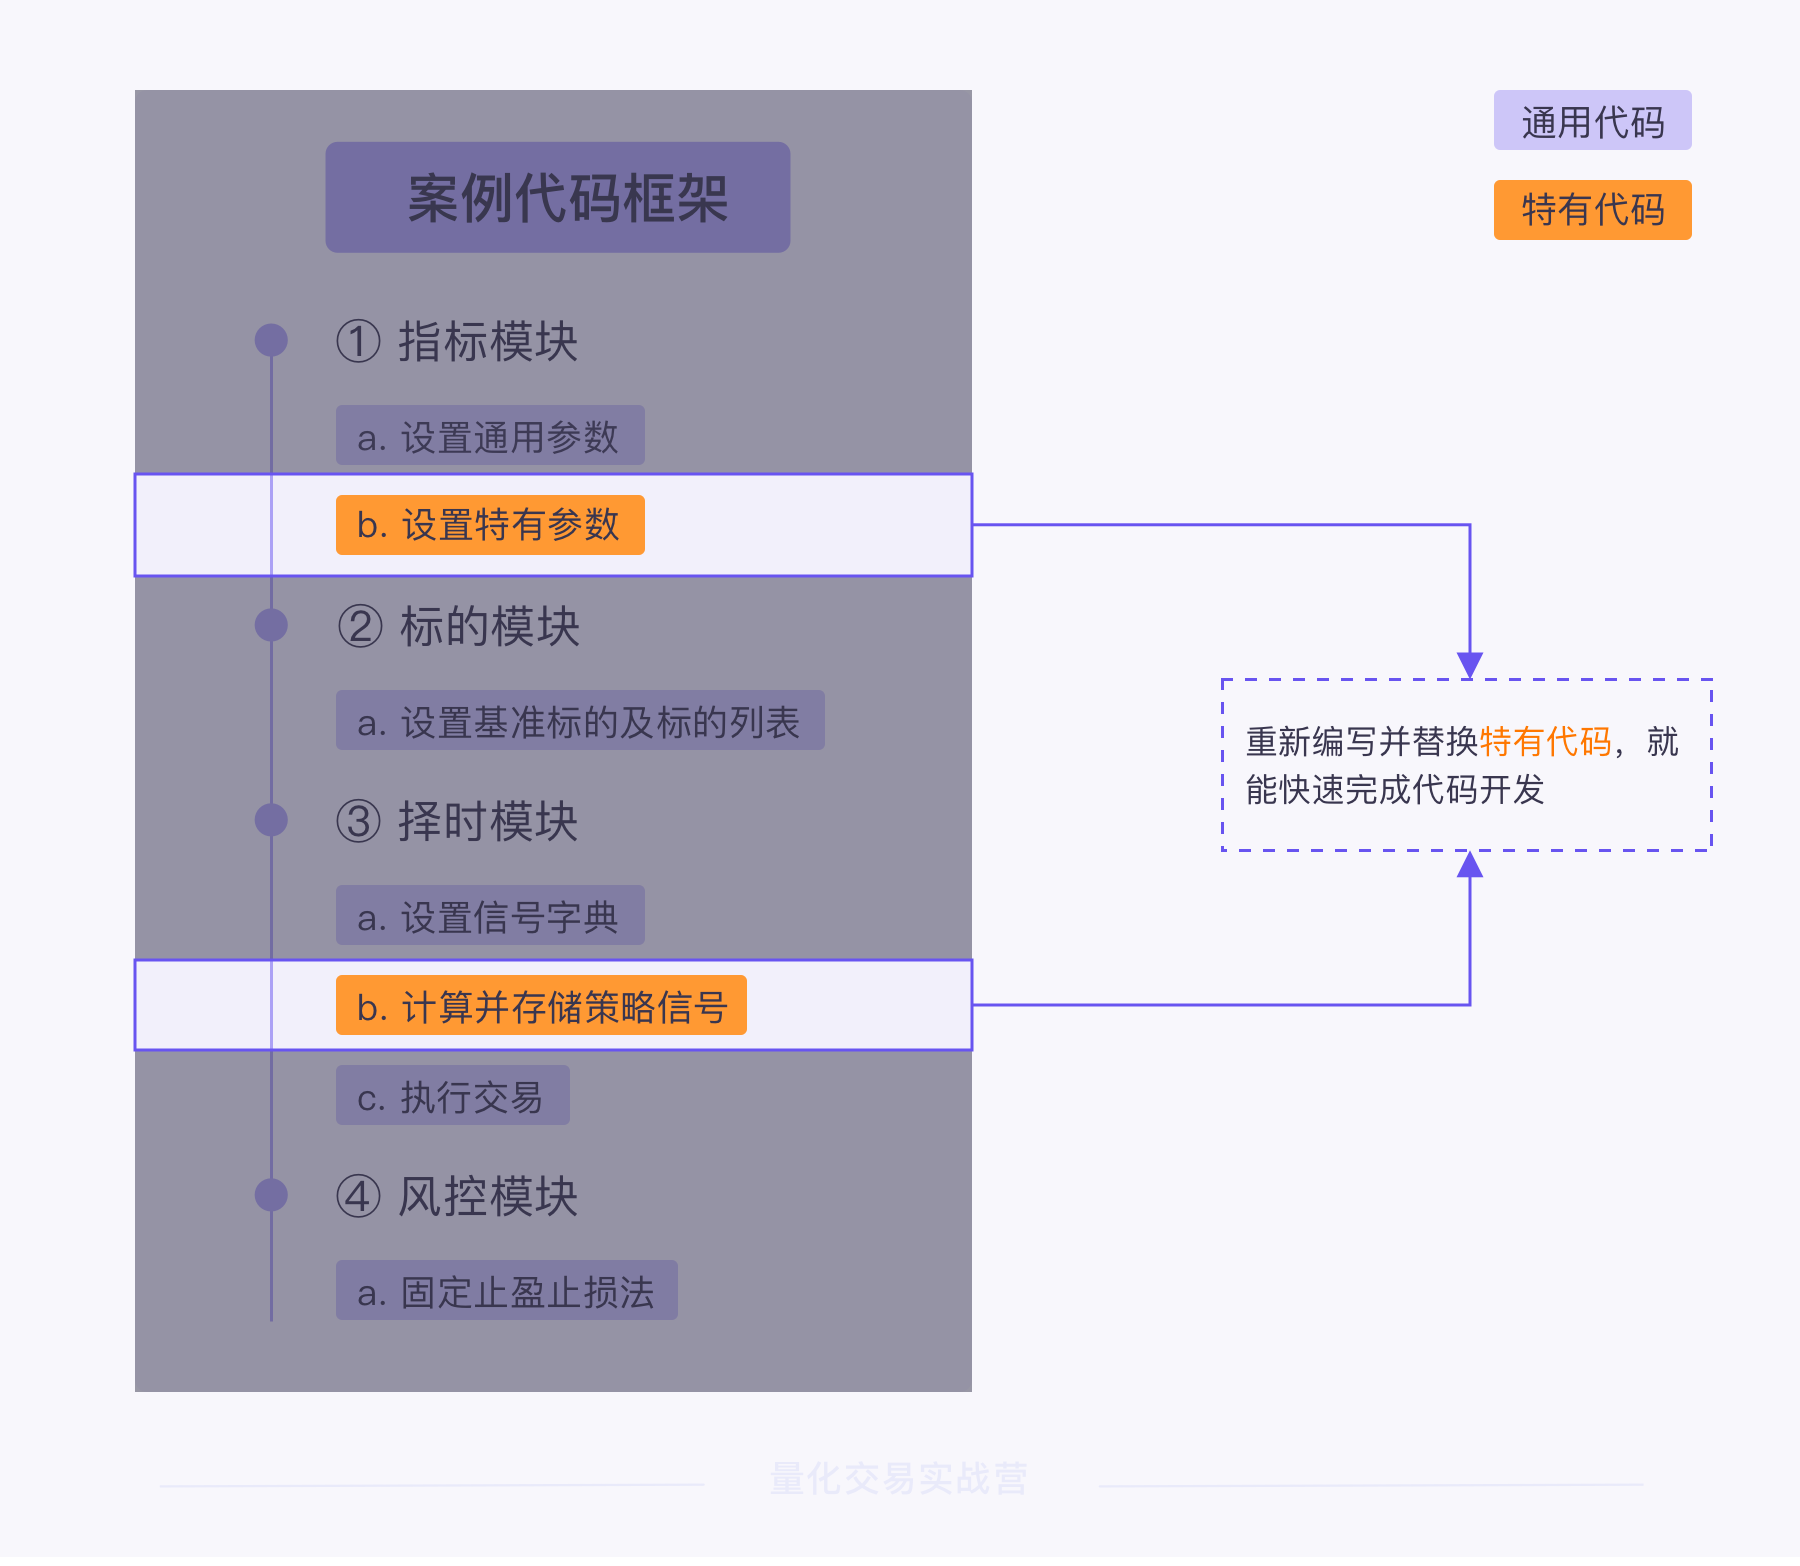 通用代码
特有代码
案例代码框架
① 指标模块
a. 设置通用参数
b. 设置特有参数
② 标的模块
a. 设置基准标的及标的列表
③ 择时模块
a. 设置信号字典
b. 计算并存储策略信号
c. 执行交易
④ 风控模块
a. 固定止盈止损法
重新编写并替换特有代码，就
能快速完成代码开发
量化交易实战营